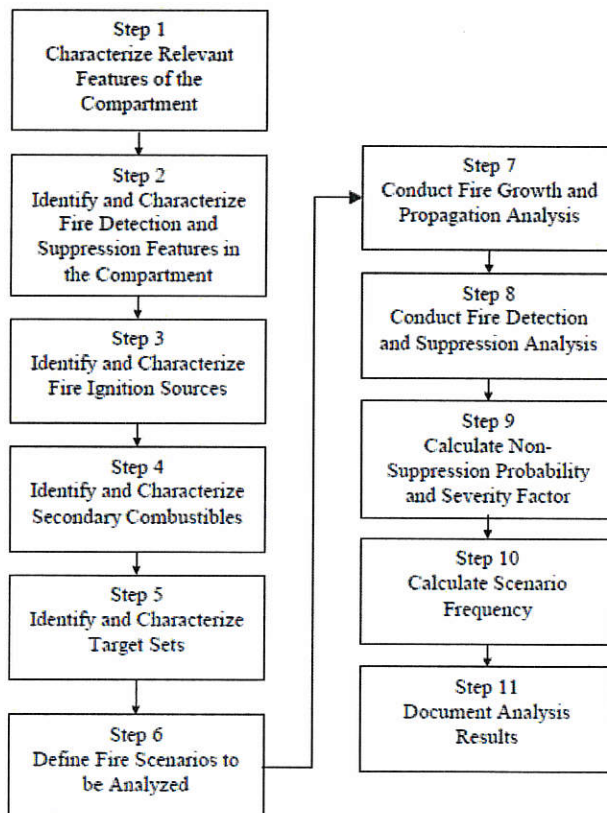 Step 1
Characterize Relevant
Features of the
Compartment
Step 2
Identify and Characterize
Fire Detection and
Suppression Features in
the Compartment
Step 3
Identify and Characterize
Fire Ignition Sources
Step 4
Identify and Characterize
Secondary Combustibles
Step 5
Identify and Characterize
Target Sets
Step 6
Define Fire Scenarios to
be Analyzed
Step 7
Conduct Fire Growth and
Propagation Analysis
Step 8
Conduct Fire Detection
and Suppression Analysis
Step 9
Calculate Non-
Suppression Probability
and Severity Factor
Step 10
Calculate Scenario
Frequency
Step 11
Document Analysis
Results